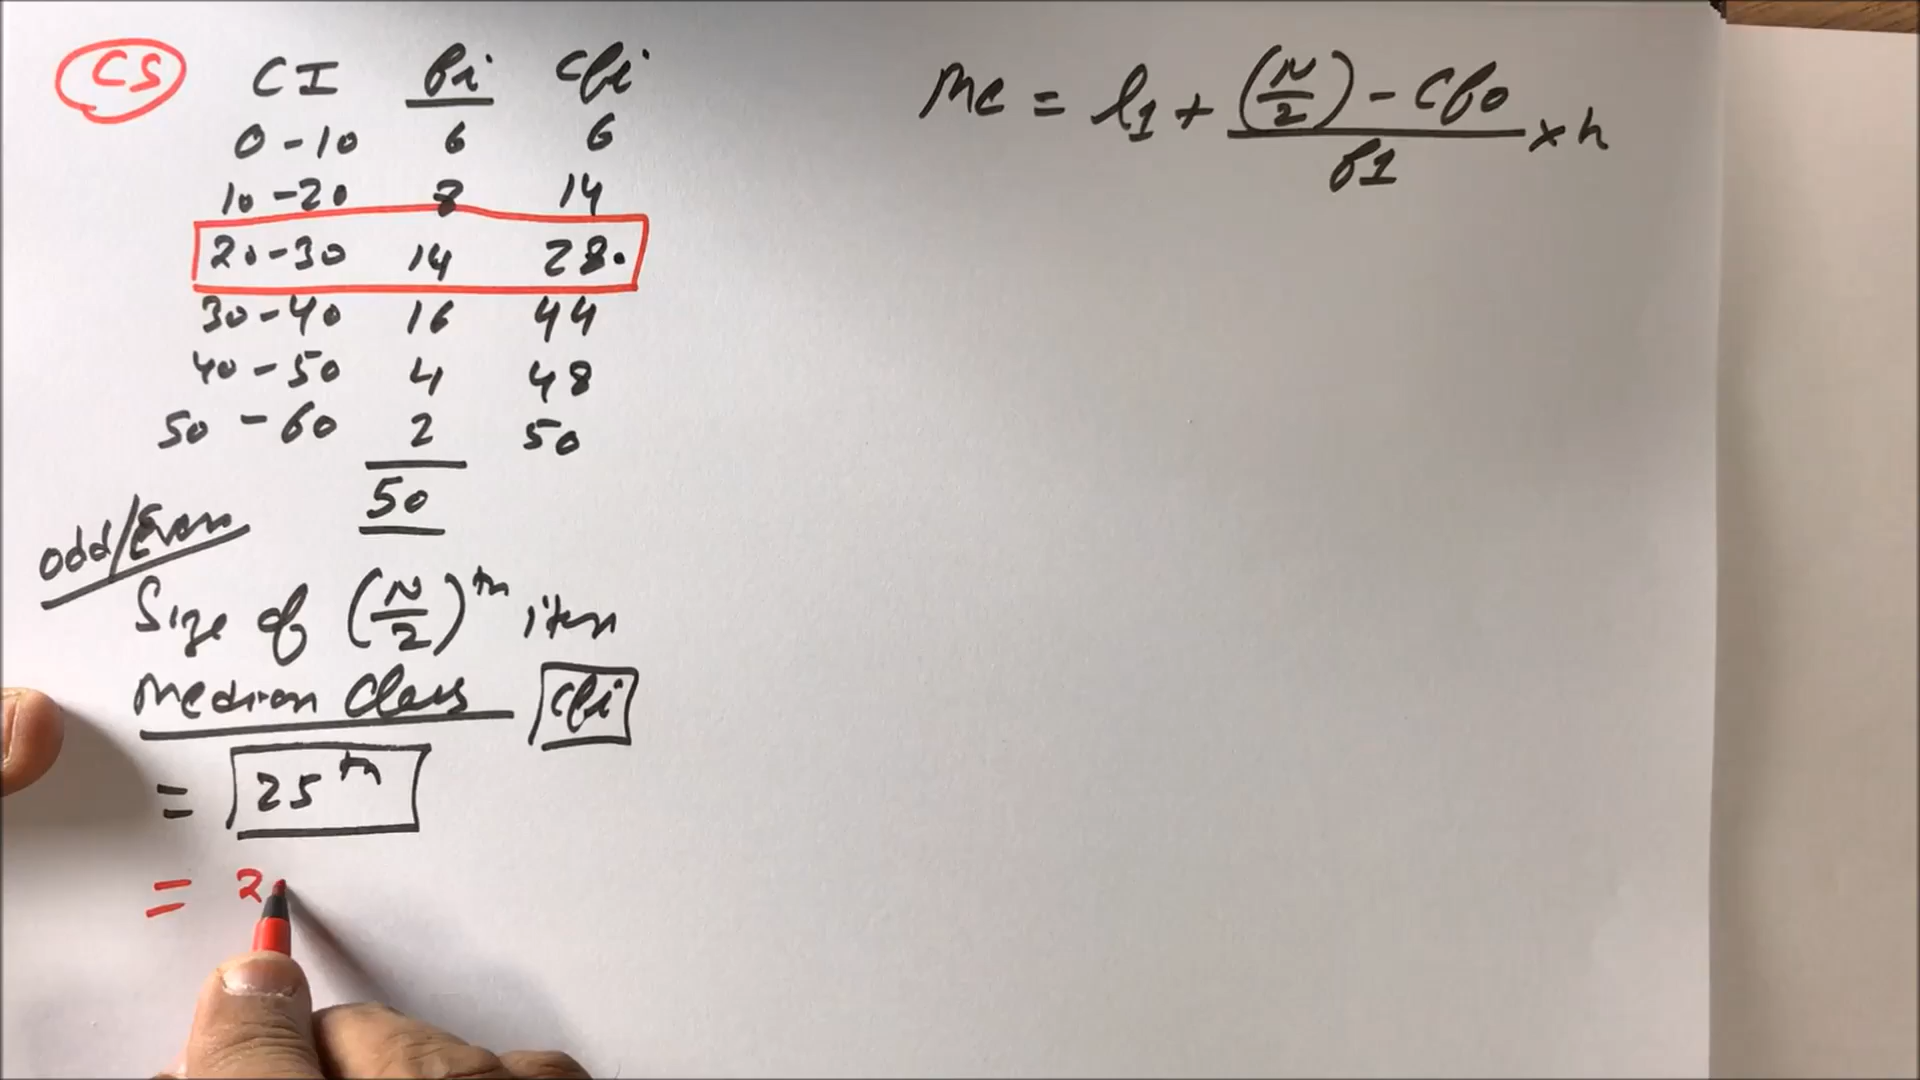 CS CI fi cfi
0-10 6 6
10-20 8 14
20-30 14 28.
30-40 16 44
40-50 4 48
50-60 2 50
50
odd/Even
Size of (N/2)th item
Median Class cfi
= 25th
= 2
Me = l1 + (N/2) - Cf0 / f1 × h